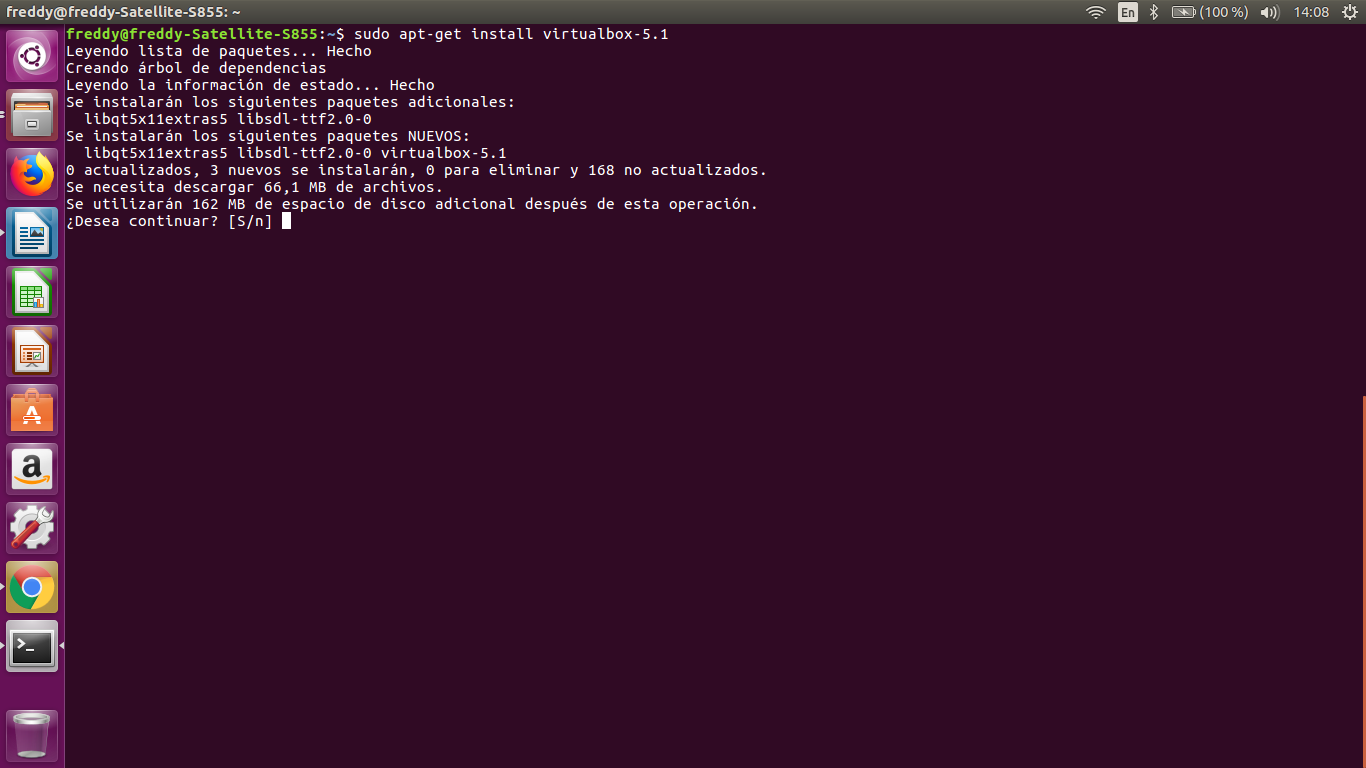 freddy@freddy-Satellite-S855: ~
En
(100 %)
14:08
freddy@freddy-Satellite-S855:~$ sudo apt-get install virtualbox-5.1
Leyendo lista de paquetes... Hecho
Creando árbol de dependencias
Leyendo la información de estado... Hecho
Se instalarán los siguientes paquetes adicionales:
  libqt5x11extras5 libsdl-ttf2.0-0
Se instalarán los siguientes paquetes NUEVOS:
  libqt5x11extras5 libsdl-ttf2.0-0 virtualbox-5.1
0 actualizados, 3 nuevos se instalarán, 0 para eliminar y 168 no actualizados.
Se necesita descargar 66,1 MB de archivos.
Se utilizarán 162 MB de espacio de disco adicional después de esta operación.
¿Desea continuar? [S/n]